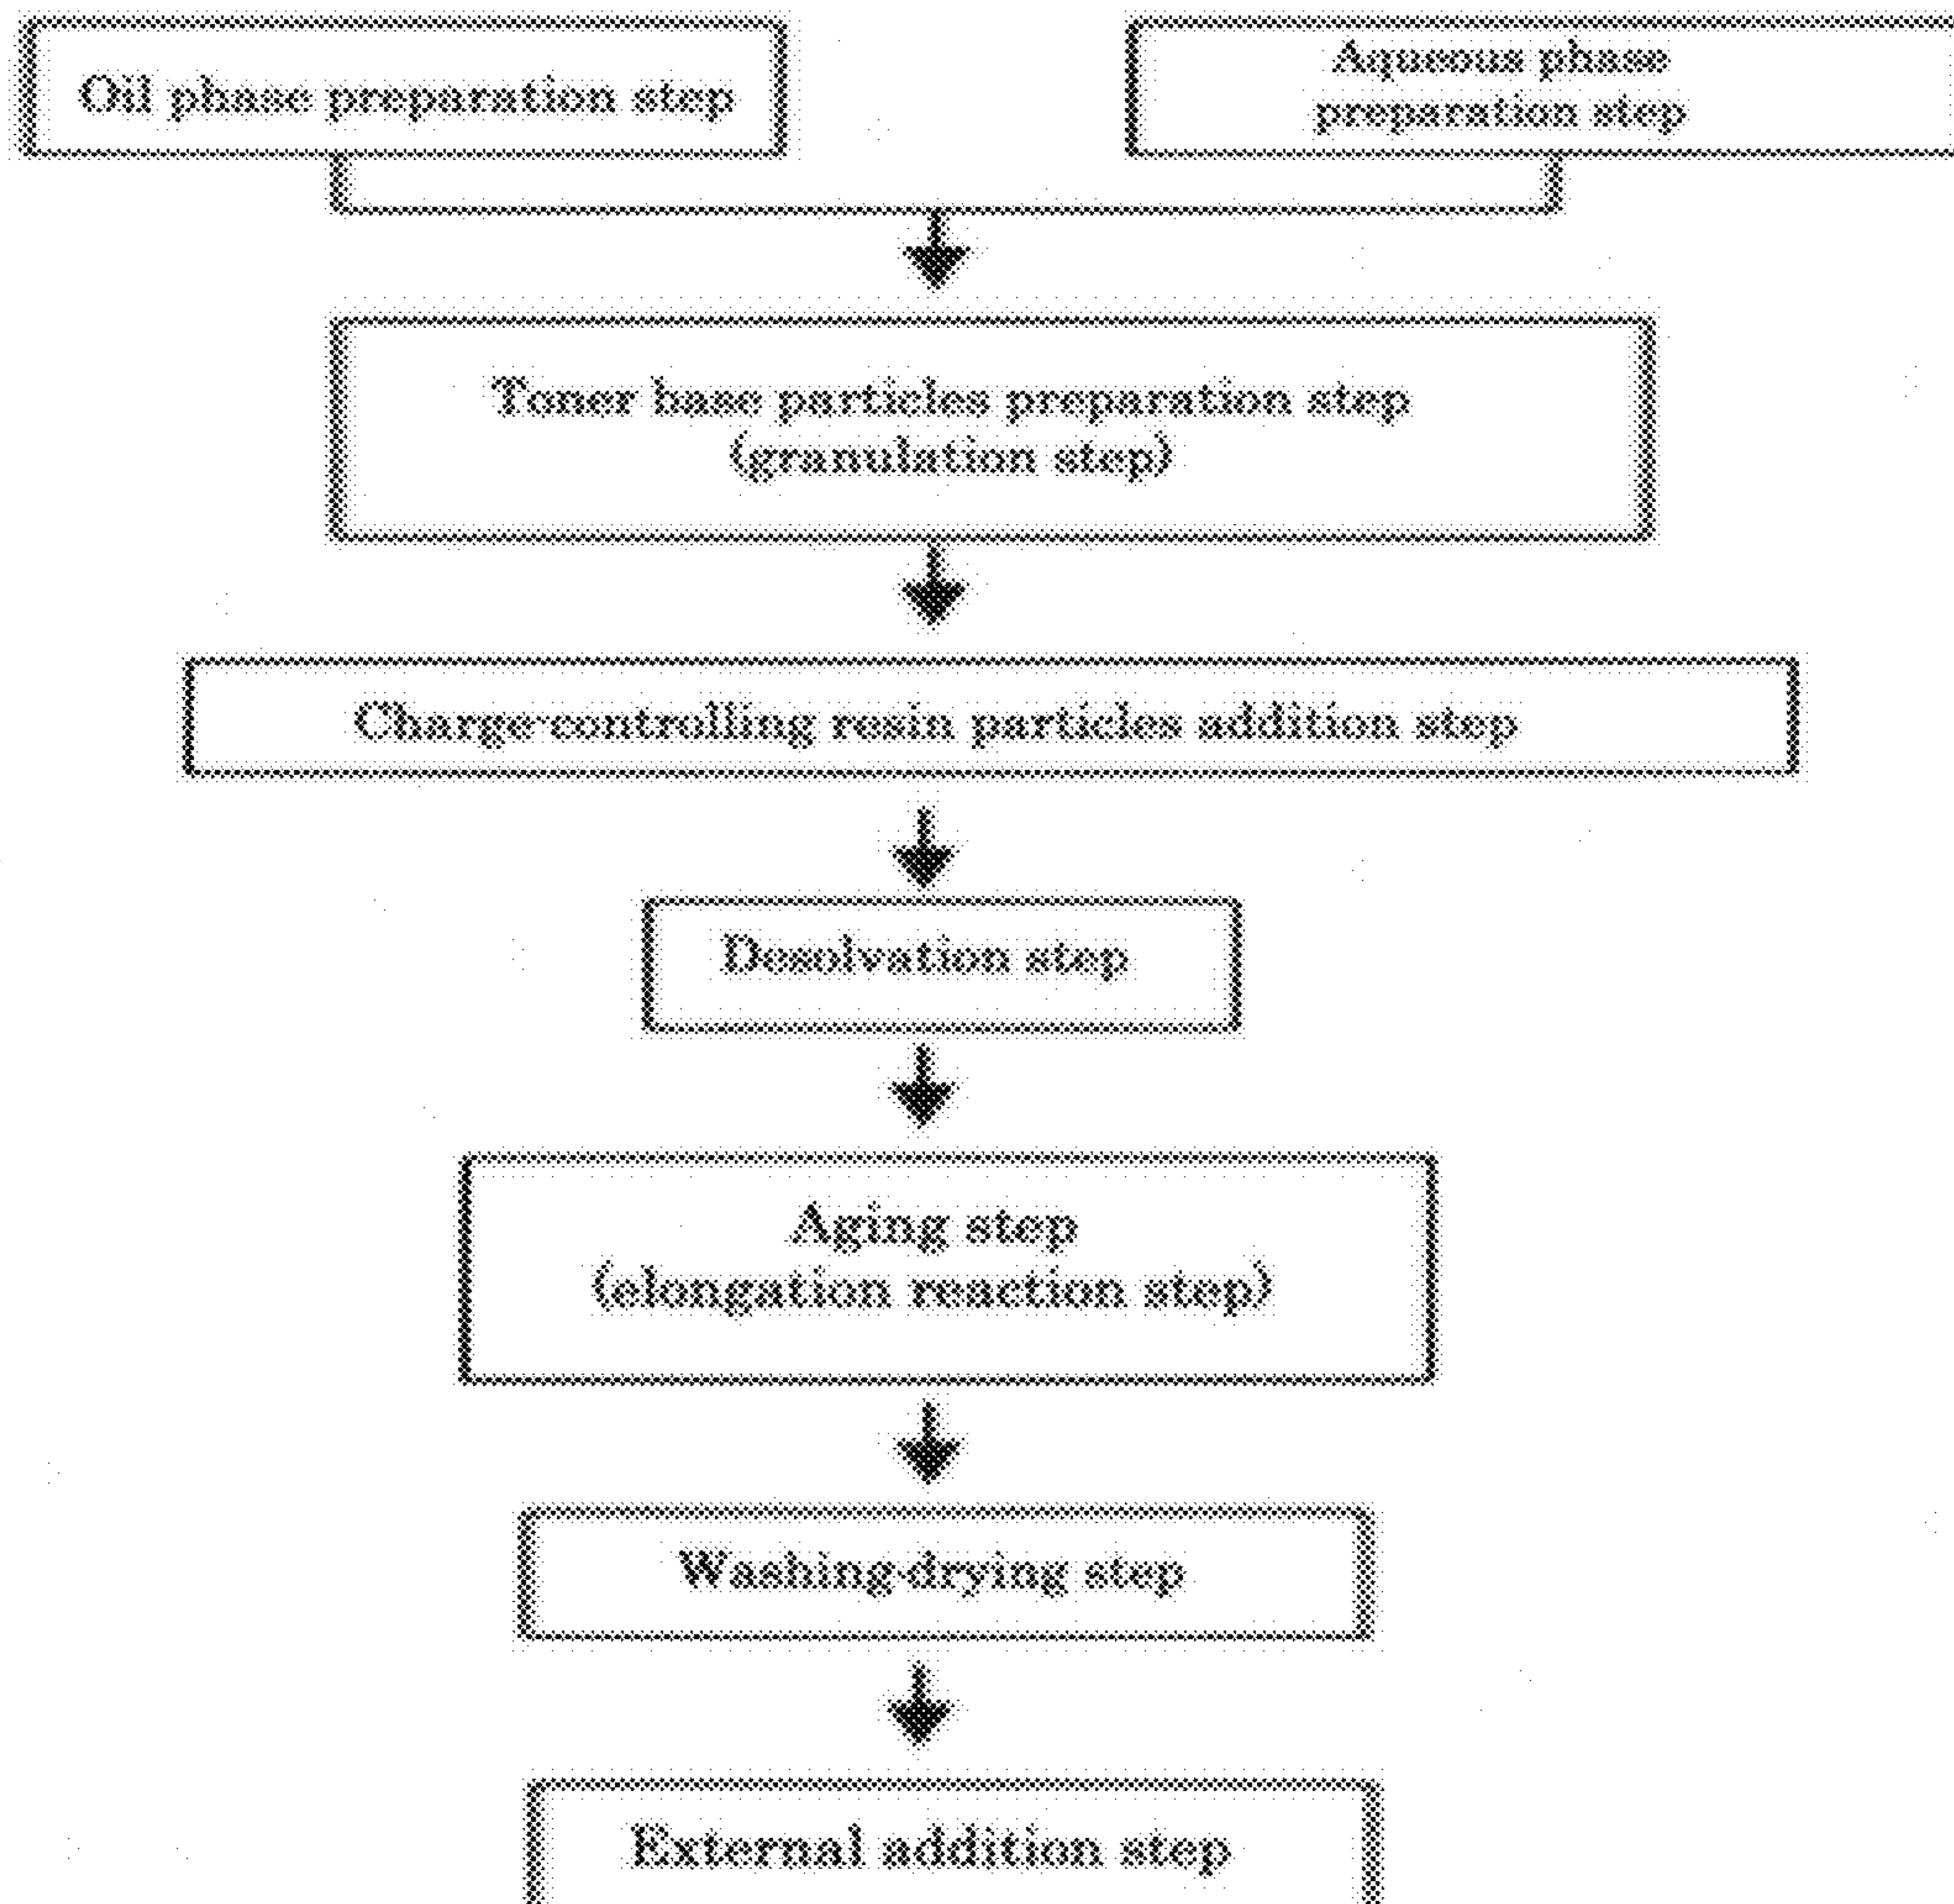 Oil phase preparation step
Aqueous phase
preparation step
Toner base particles preparation step
(granulation step)
Charge-controlling resin particles addition step
Desolvation step
Aging step
(elongation reaction step)
Washing-drying step
External addition step